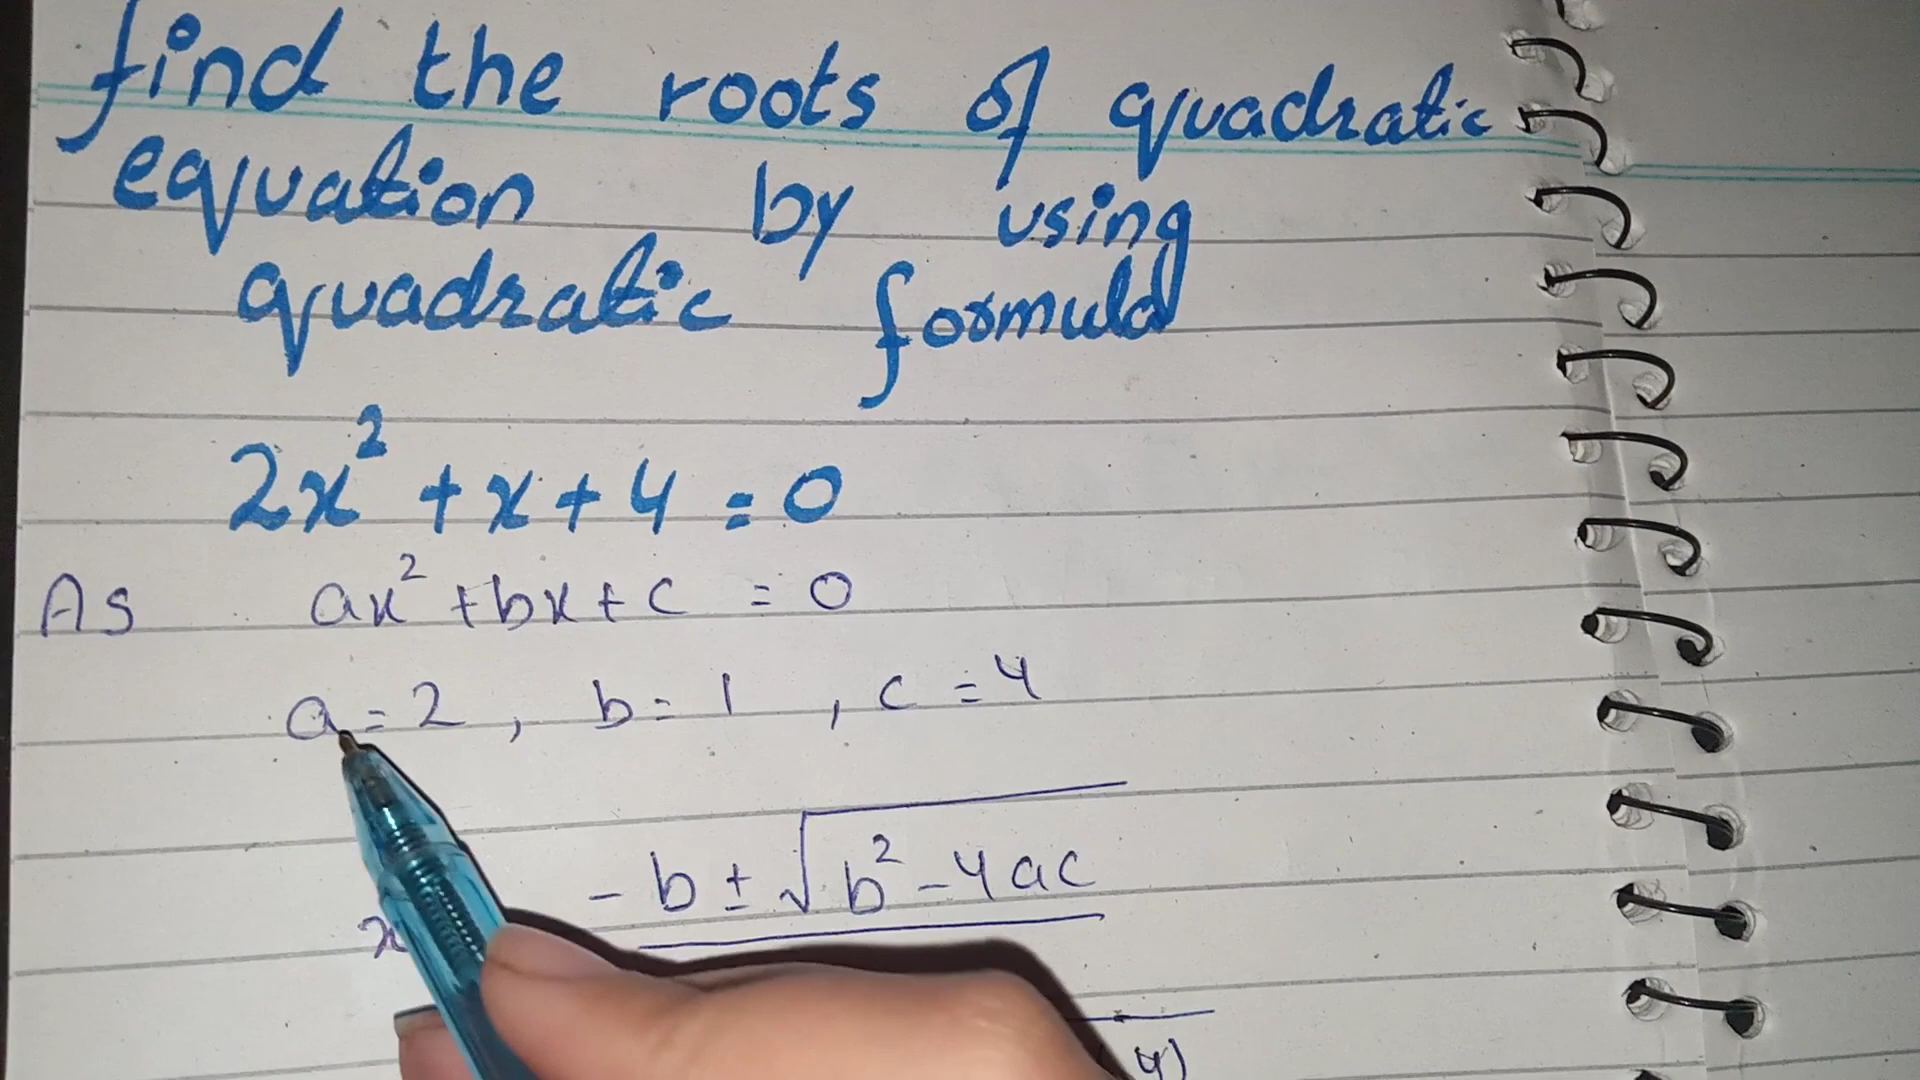 find the roots of quadratic
equation by using
quadratic formula
2x² + x + 4 = 0
As ax² + bx + c = 0
a = 2 , b = 1 , c = 4
x - b ± √b² - 4ac
4)